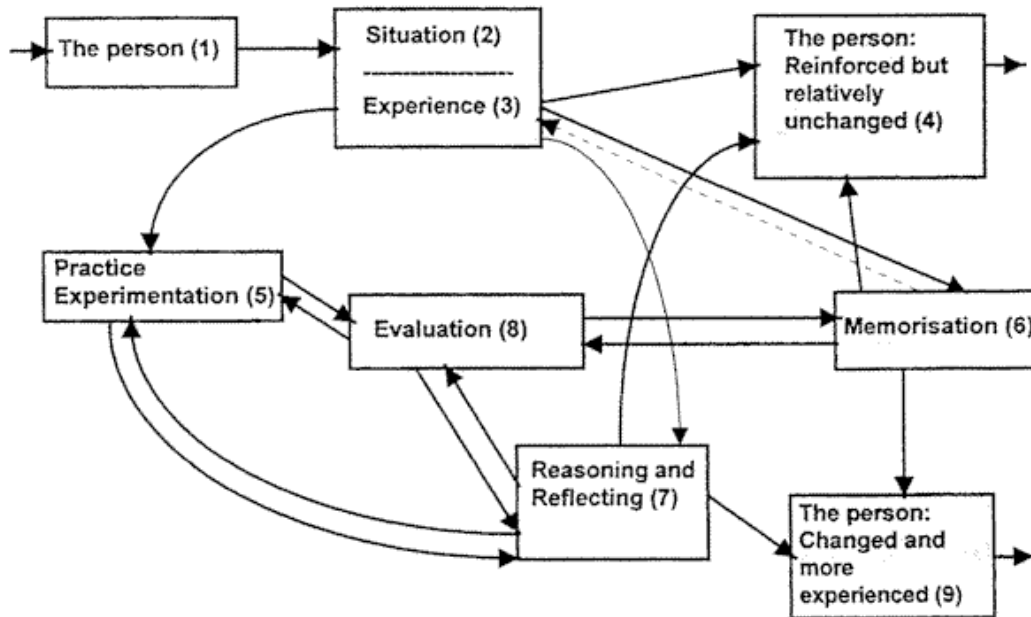 The person (1)
Situation (2)
Experience (3)
The person:
Reinforced but
relatively
unchanged (4)
Practice
Experimentation (5)
Evaluation (8)
Memorisation (6)
Reasoning and
Reflecting (7)
The person:
Changed and
more
experienced (9)